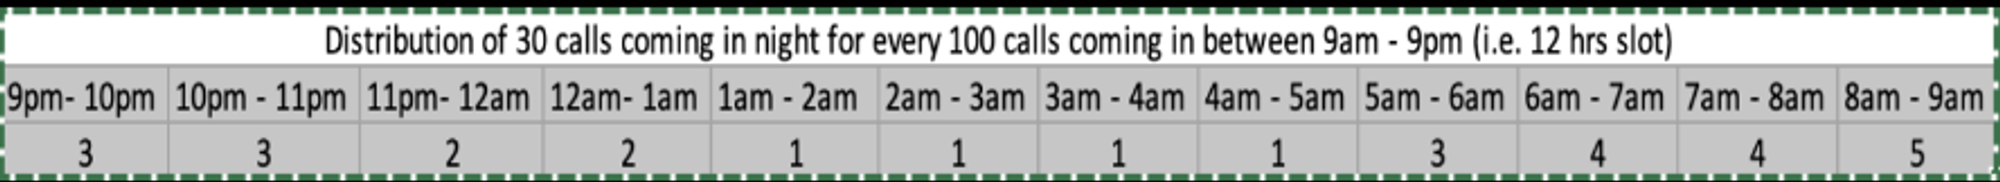 Distribution of 30 calls coming in night for every 100 calls coming in between 9am - 9pm (i.e. 12 hrs slot)
9pm- 10pm 10pm - 11pm 11pm- 12am 12am- 1am 1am - 2am 2am - 3am 3am - 4am 4am - 5am 5am - 6am 6am - 7am 7am - 8am 8am - 9am
3 3 2 2 1 1 1 1 3 4 4 5